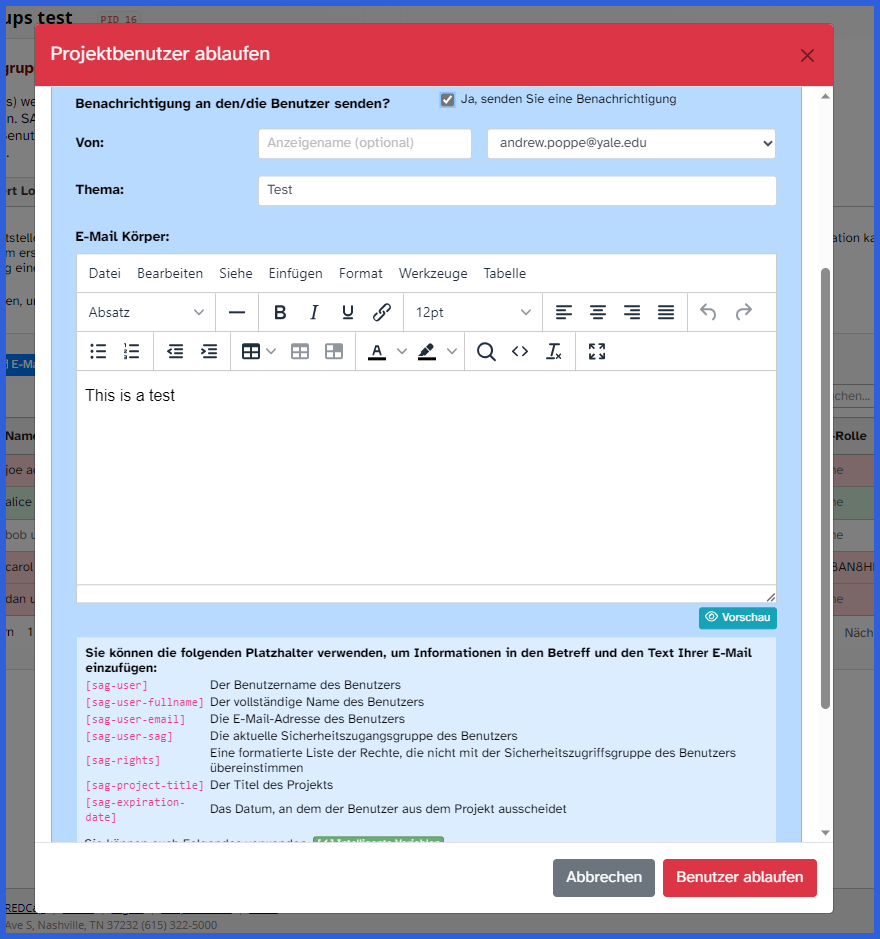 ups test PID 16
Projektbenutzer ablaufen
Benachrichtigung an den/die Benutzer senden? Ja, senden Sie eine Benachrichtigung
Von: Anzeigename (optional) andrew.poppe@yale.edu
Thema: Test
E-Mail Körper:
Datei Bearbeiten Siehe Einfügen Format Werkzeuge Tabelle
Absatz B I U 12pt
A
This is a test
Vorschau
Sie können die folgenden Platzhalter verwenden, um Informationen in den Betreff und den Text Ihrer E-Mail
einzufügen:
[sag-user] Der Benutzername des Benutzers
[sag-user-fullname] Der vollständige Name des Benutzers
[sag-user-email] Die E-Mail-Adresse des Benutzers
[sag-user-sag] Die aktuelle Sicherheitszugangsgruppe des Benutzers
[sag-rights] Eine formatierte Liste der Rechte, die nicht mit der Sicherheitszugriffsgruppe des Benutzers
übereinstimmen
[sag-project-title] Der Titel des Projekts
[sag-expiration-
date] Das Datum, an dem der Benutzer aus dem Projekt ausscheidet
Abbrechen Benutzer ablaufen
Name
-Rolle
joe
alice
bob
carol
dan
Ave S, Nashville, TN 37232 (615) 322-5000